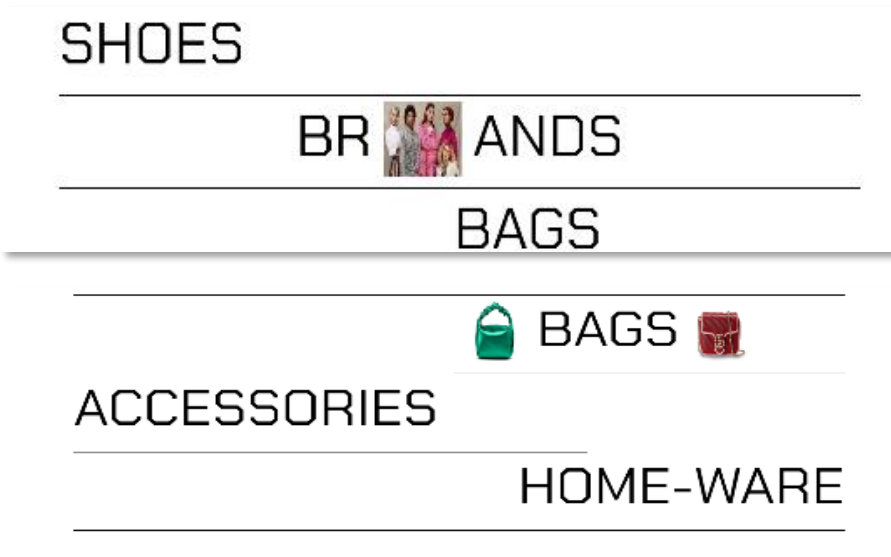 SHOES
BR ANDS
BAGS
BAGS
ACCESSORIES
HOME-WARE